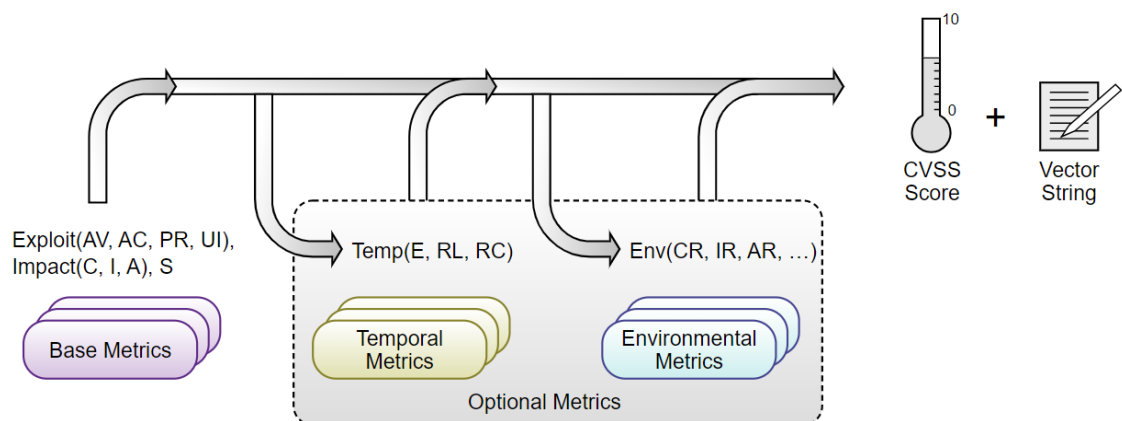 Exploit(AV, AC, PR, UI),
Impact(C, I, A), S
Base Metrics
Temp(E, RL, RC)
Temporal
Metrics
Env(CR, IR, AR, …)
Environmental
Metrics
Optional Metrics
10
0
CVSS
Score
+
Vector
String